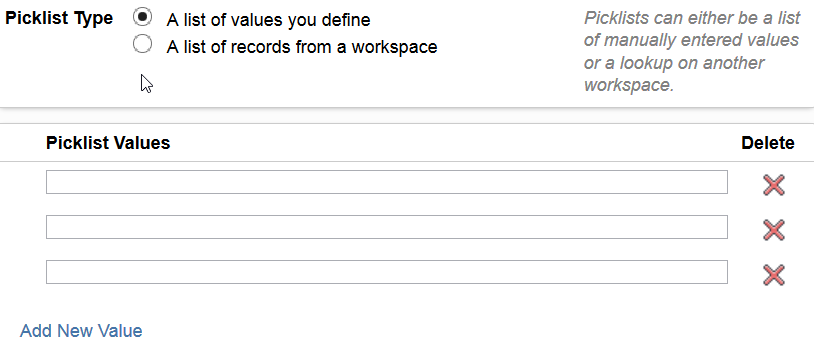 Picklist Type
A list of values you define
A list of records from a workspace
Picklists can either be a list
of manually entered values
or a lookup on another
workspace.
Picklist Values
Delete
Add New Value